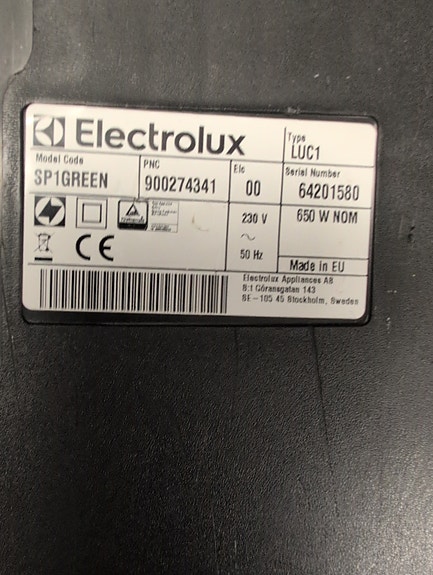 Electrolux
Type
LUC1
Model Code
SP1GREEN
PNC
900274341
Elc
00
Serial Number
64201580
230 V
~
50 Hz
650 W NOM
Made in EU
CE
Electrolux Appliances AB
S:t Göransgatan 143
SE - 105 45 Stockholm, Sweden